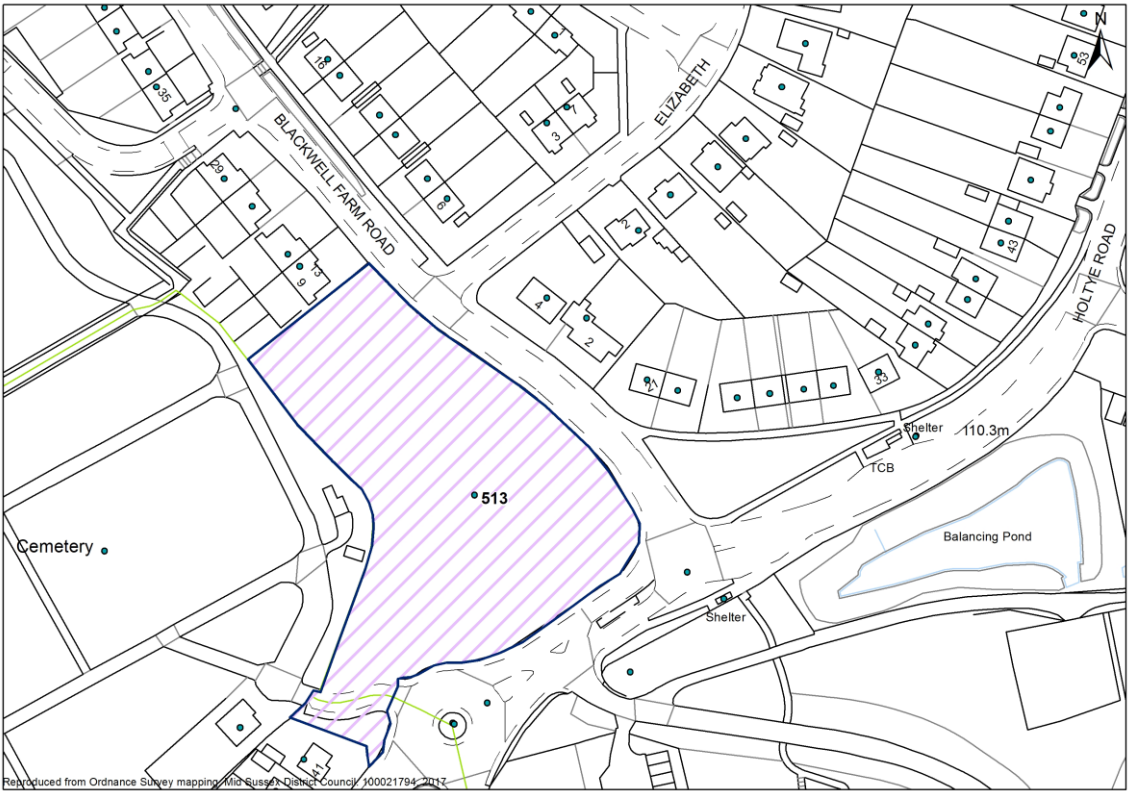 N
53
16
35
7
3
ELIZABETH
BLACKWELL FARM ROAD
29
6
2
43
HOLTYE ROAD
13
9
4
2
27
33
Shelter
110.3m
TCB
513
Balancing Pond
Cemetery
Shelter
41
Reproduced from Ordnance Survey mapping. Mid Sussex District Council. 100021794, 2017